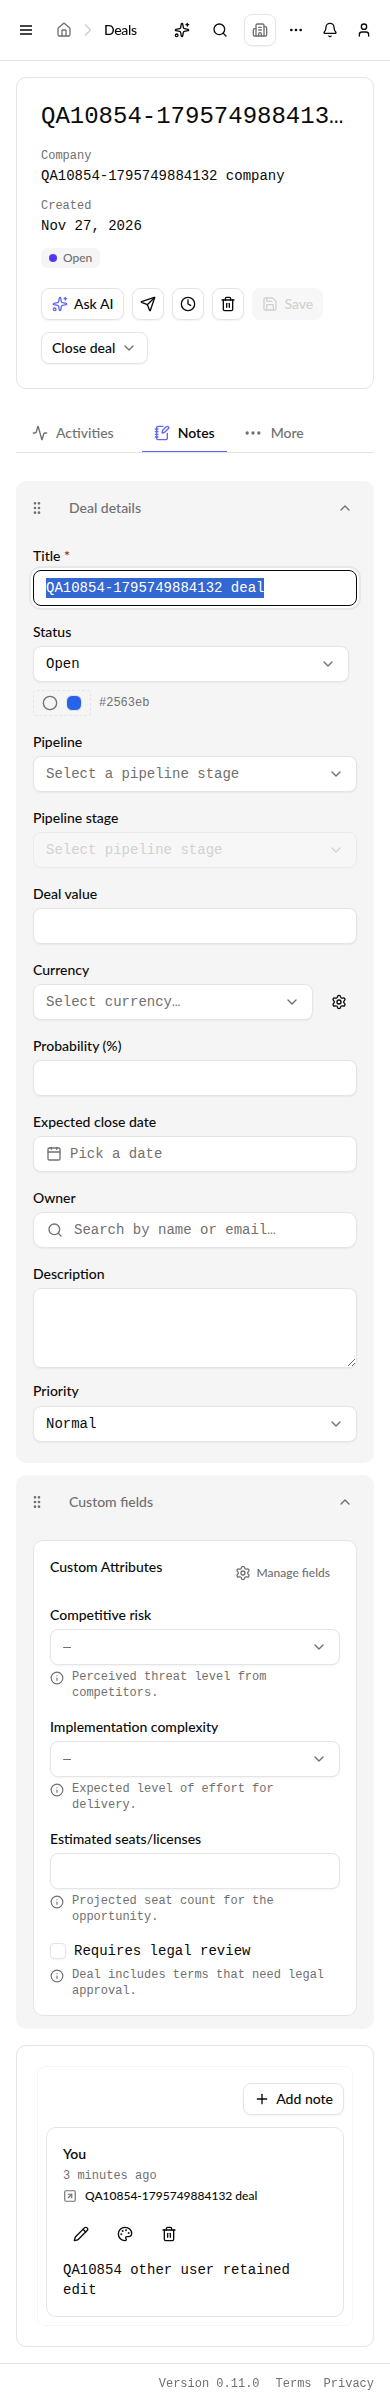 Deals
QA10854-179574988413…
Company
QA10854-1795749884132 company
Created
Nov 27, 2026
Open
Ask AI
Save
Close deal
Activities
Notes
More
Deal details
Title *
QA10854-1795749884132 deal
Status
Open
#2563eb
Pipeline
Select a pipeline stage
Pipeline stage
Select pipeline stage
Deal value
Currency
Select currency…
Probability (%)
Expected close date
Pick a date
Owner
Search by name or email…
Description
Priority
Normal
Custom fields
Custom Attributes
Manage fields
Competitive risk
—
Perceived threat level from
competitors.
Implementation complexity
—
Expected level of effort for
delivery.
Estimated seats/licenses
Projected seat count for the
opportunity.
Requires legal review
Deal includes terms that need legal
approval.
Add note
You
3 minutes ago
QA10854-1795749884132 deal
QA10854 other user retained
edit
Version 0.11.0 Terms Privacy